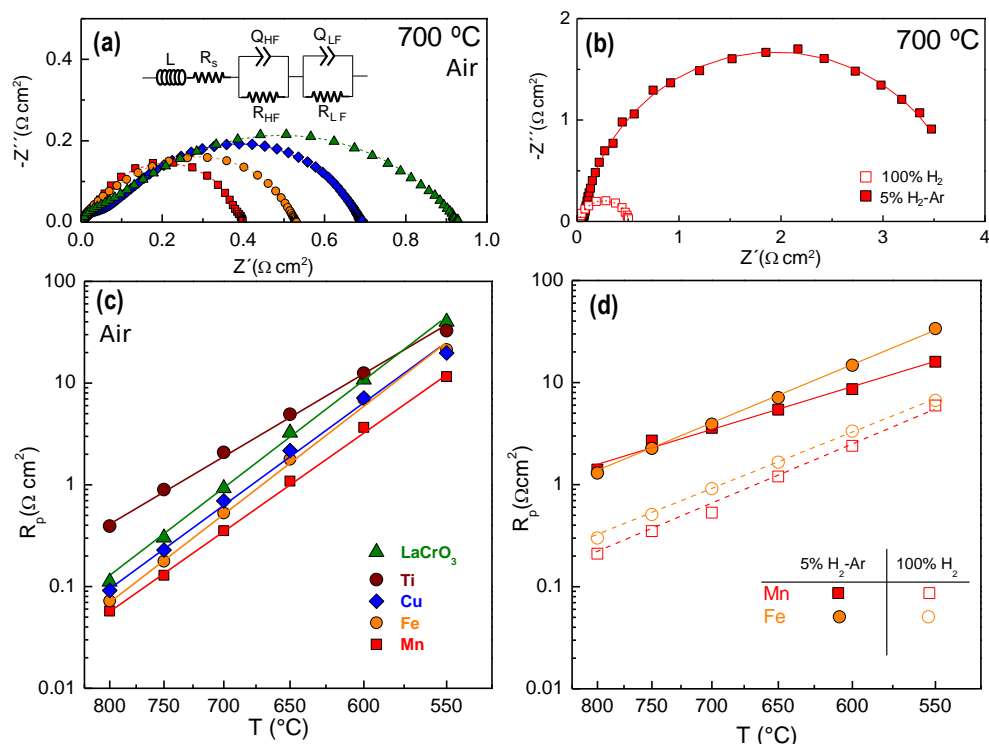 (a)
700 ºC
Air
L
Rs
QHF
RHF
QLF
RLF
0.4
0.2
0.0
-Z´´(Ω cm²)
0.0 0.2 0.4 0.6 0.8 1.0
Z´(Ω cm²)
(b)
700 ºC
2
1
0
-Z´´(Ω cm²)
100% H₂
5% H₂-Ar
0 1 2 3 4
Z´(Ω cm²)
(c)
Air
100
10
1
0.1
0.01
Rp(Ω cm²)
LaCrO₃
Ti
Cu
Fe
Mn
800 750 700 650 600 550
T (°C)
(d)
100
10
1
0.1
0.01
Rp(Ωcm²)
5% H₂-Ar 100% H₂
Mn
Fe
800 750 700 650 600 550
T (°C)